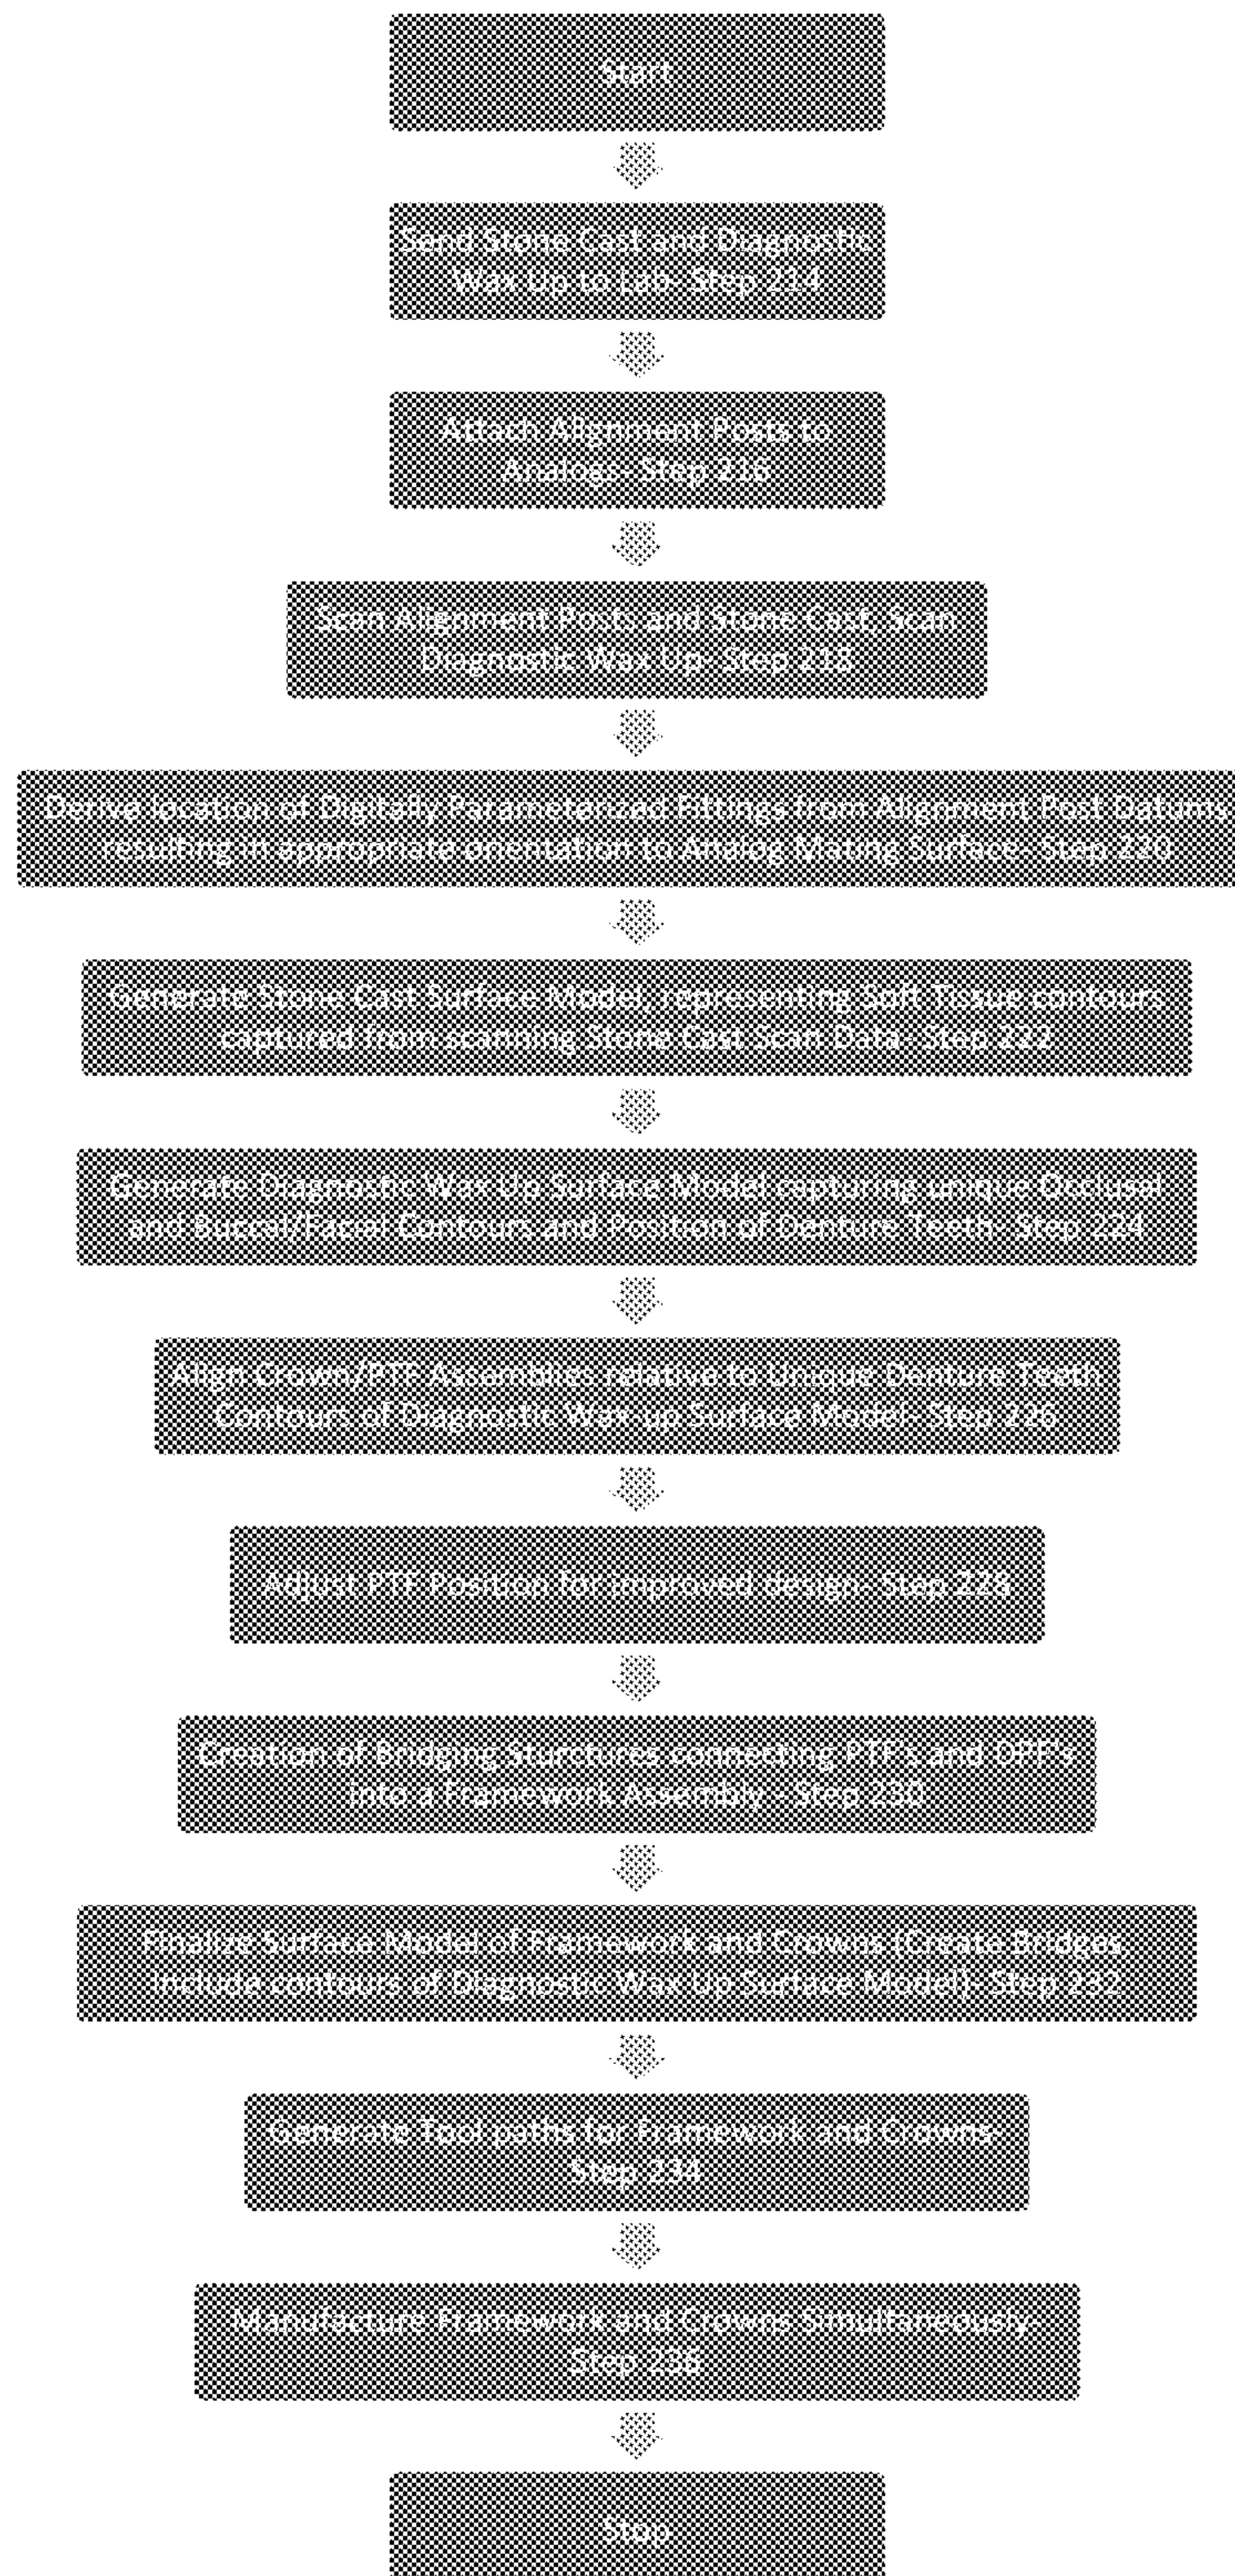 Start
Send Stone Cast and Diagnostic
Wax Up to Lab- Step 214
Attach Alignment Posts to
Analogs- Step 216
Scan Alignment Posts and Stone Cast, Scan
Diagnostic Wax Up- Step 218
Derive location of Digitally Parameterized Fittings from Alignment Post Datums
resulting in appropriate orientation to Analog Mating Surface- Step 220
Generate Stone Cast Surface Model, representing Soft Tissue contours
captured from scanning Stone Cast Scan Data- Step 222
Generate Diagnostic Wax Up Surface Model capturing unique Occlusal
and Buccal/Facial Contours and Position of Denture Teeth- Step 224
Align Crown/PTF Assemblies relative to Unique Denture Teeth
Contours of Diagnostic Wax-up Surface Model- Step 226
Adjust PTF Position for improved design- Step 228
Creation of Bridging Sturctures connecting PTF's and DPF's
into a Framework Assembly - Step 230
Finalize Surface Model of Framework and Crowns (Create Bridges
include contours of Diagnostic Wax Up Surface Model)- Step 232
Generate Tool paths for Framework and Crowns-
Step 234
Manufacture Framework and Crowns Simultaneously-
Step 236
Stop